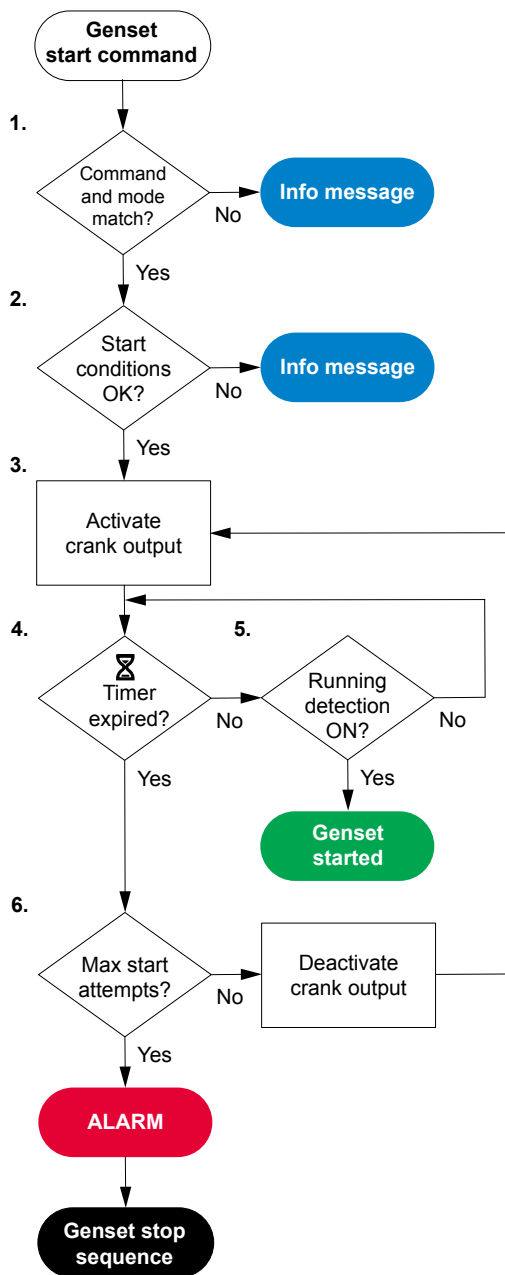 Genset
start command
1.
Command
and mode
match?
No
Info message
Yes
2.
Start
conditions
OK?
No
Info message
Yes
3.
Activate
crank output
4.
Timer
expired?
No
5.
Running
detection
ON?
No
Yes
Yes
Genset
started
6.
Max start
attempts?
No
Deactivate
crank output
Yes
ALARM
Genset stop
sequence